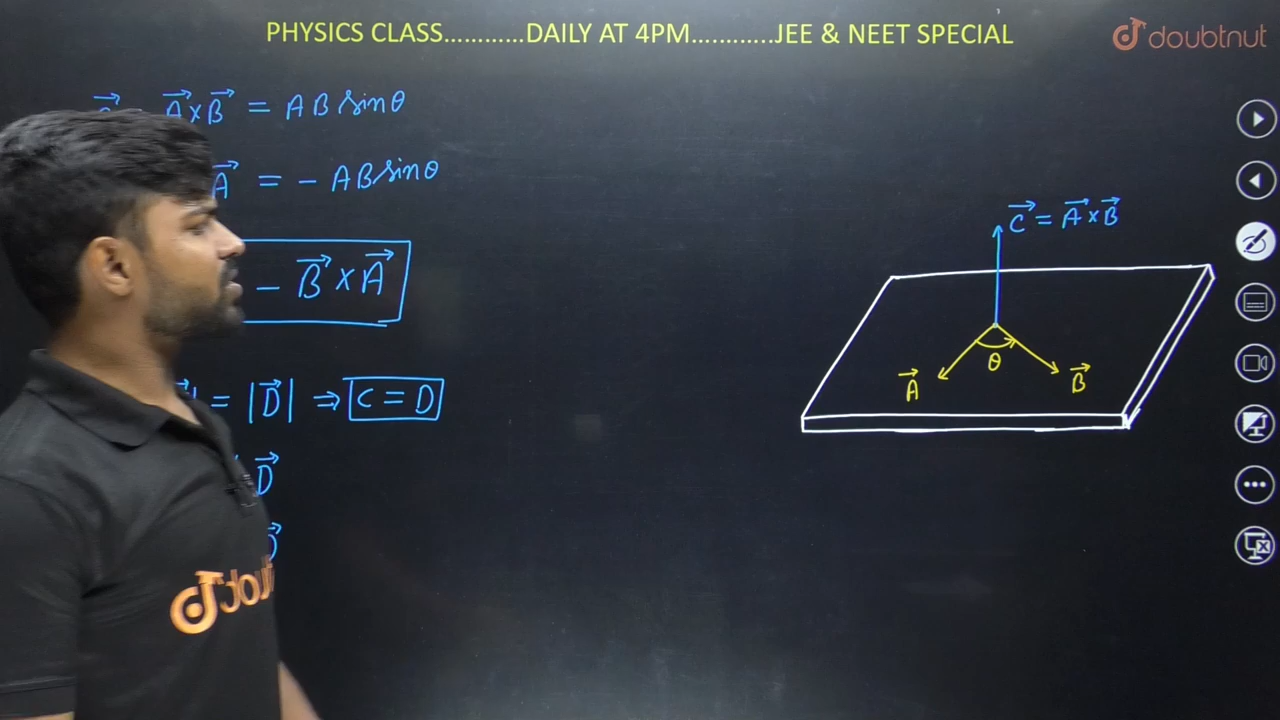 PHYSICS CLASS............DAILY AT 4PM............JEE & NEET SPECIAL
doubtnut
A⃗×B⃗ = AB sinθ
A⃗ = - AB sinθ
- B⃗ × A⃗
= |D⃗| ⇒ C = D
D⃗
C⃗ = A⃗×B⃗
θ
A⃗
B⃗